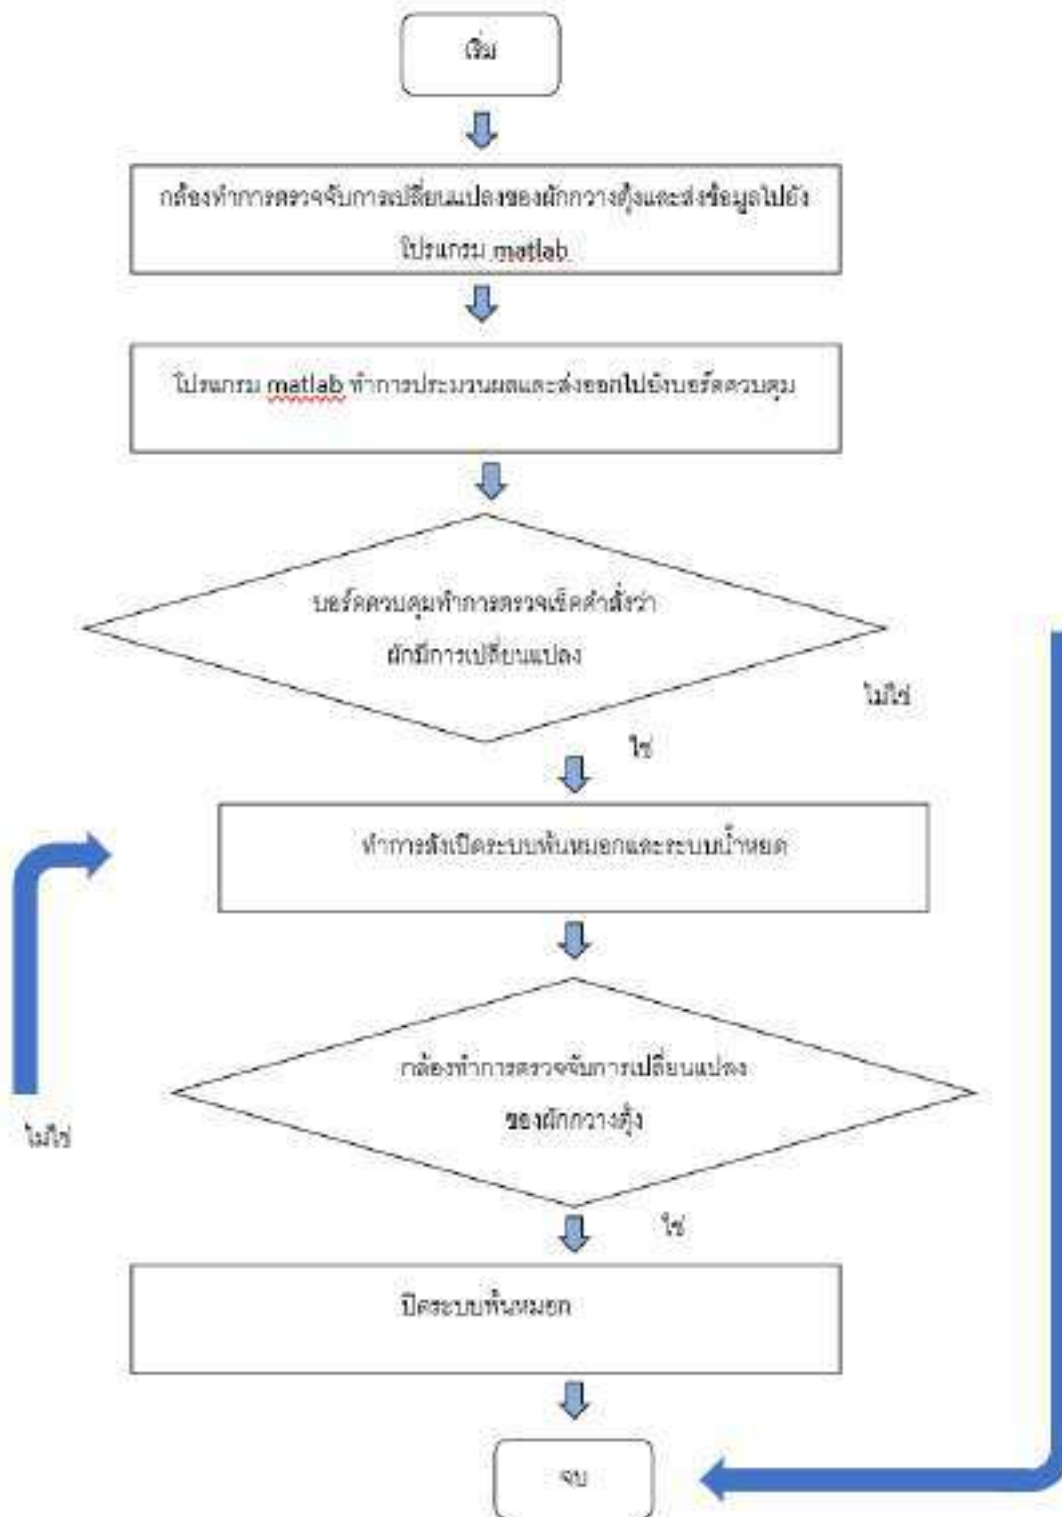 เริ่ม
กล้องทำการตรวจจับการเปลี่ยนแปลงของผักกวางตุ้งและส่งข้อมูลไปยัง
โปรแกรม matlab
โปรแกรม matlab ทำการประมวนผลและส่งออกไปยังบอร์ดควบคุม
บอร์ดควบคุมทำการตรวจเช็คคำสั่งว่า
ผักมีการเปลี่ยนแปลง
ไม่ใช่
ใช่
ทำการสั่งเปิดระบบพ้นหมอกและระบบน้ำหยด
กล้องทำการตรวจจับการเปลี่ยนแปลง
ของผักกวางตุ้ง
ไม่ใช่
ใช่
ปิดระบบพ้นหมอก
จบ